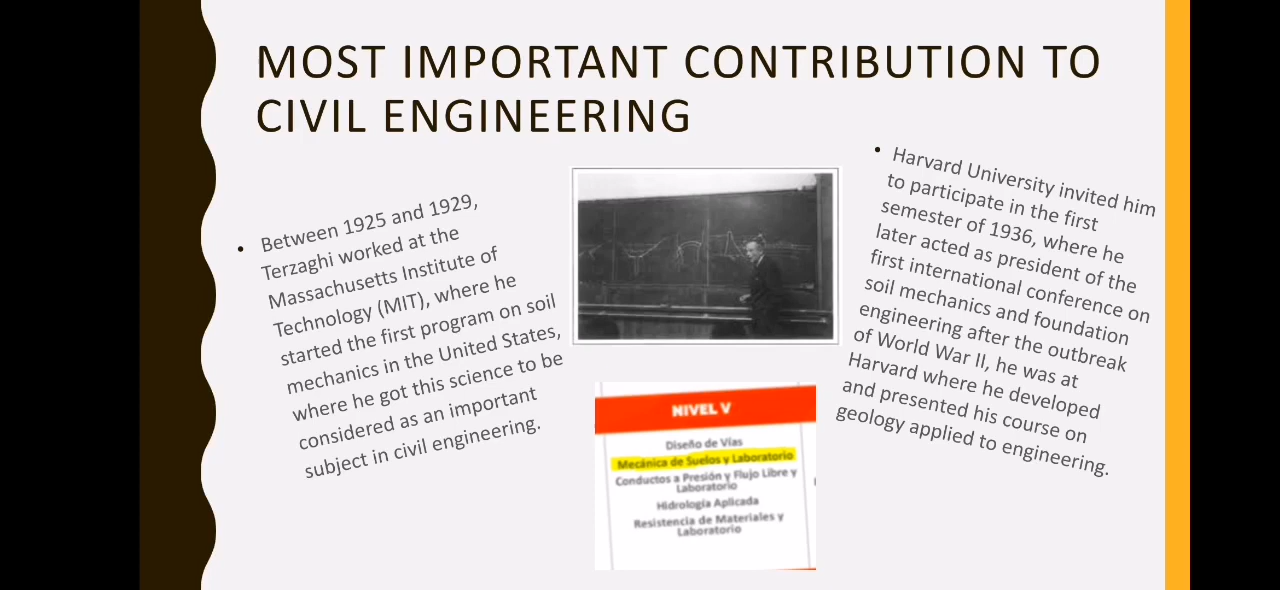 MOST IMPORTANT CONTRIBUTION TO
CIVIL ENGINEERING
• Between 1925 and 1929,
Terzaghi worked at the
Massachusetts Institute of
Technology (MIT), where he
started the first program on soil
mechanics in the United States,
where he got this science to be
considered as an important
subject in civil engineering.
• Harvard University invited him
to participate in the first
semester of 1936, where he
later acted as president of the
first international conference on
soil mechanics and foundation
engineering after the outbreak
of World War II, he was at
Harvard where he developed
and presented his course on
geology applied to engineering.
NIVEL V
Diseño de Vías
Mecánica de Suelos y Laboratorio
Conductos a Presión y Flujo Libre y
Laboratorio
Hidrología Aplicada
Resistencia de Materiales y
Laboratorio